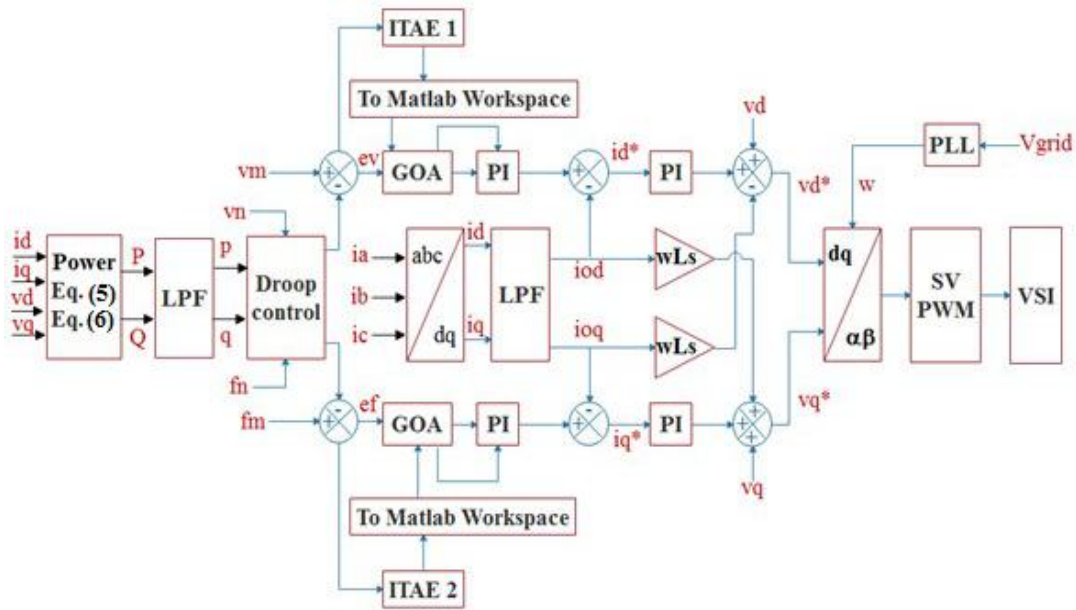 ITAE 1
To Matlab Workspace
vd
PLL
Vgrid
vm
ev
GOA
PI
id*
PI
vd*
w
+
-
+
-
+
+
-
vn
id
iq
vd
vq
Power
Eq. (5)
Eq. (6)
P
Q
LPF
p
q
Droop
control
ia
ib
ic
abc
dq
id
iq
LPF
iod
ioq
wLs
wLs
dq
αβ
SV
PWM
VSI
fn
fm
ef
GOA
PI
iq*
PI
vq*
-
+
-
+
+
+
+
vq
To Matlab Workspace
ITAE 2